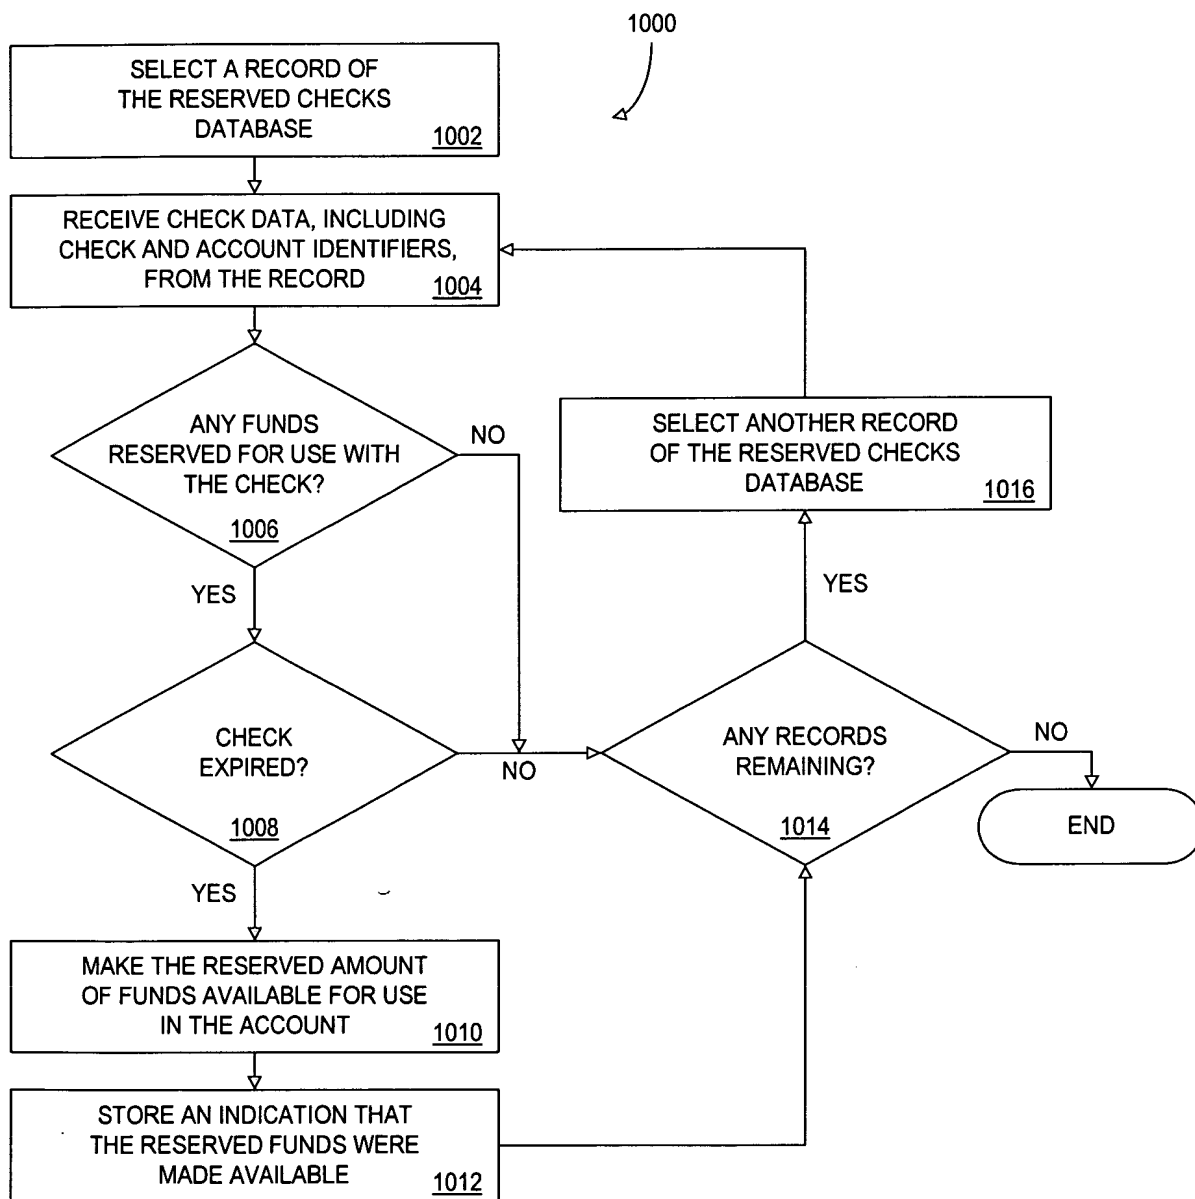 1000
SELECT A RECORD OF
THE RESERVED CHECKS
DATABASE
1002
RECEIVE CHECK DATA, INCLUDING
CHECK AND ACCOUNT IDENTIFIERS,
FROM THE RECORD
1004
ANY FUNDS
RESERVED FOR USE WITH
THE CHECK?
1006
NO
YES
CHECK
EXPIRED?
1008
NO
YES
MAKE THE RESERVED AMOUNT
OF FUNDS AVAILABLE FOR USE
IN THE ACCOUNT
1010
STORE AN INDICATION THAT
THE RESERVED FUNDS WERE
MADE AVAILABLE
1012
SELECT ANOTHER RECORD
OF THE RESERVED CHECKS
DATABASE
1016
YES
ANY RECORDS
REMAINING?
1014
NO
END